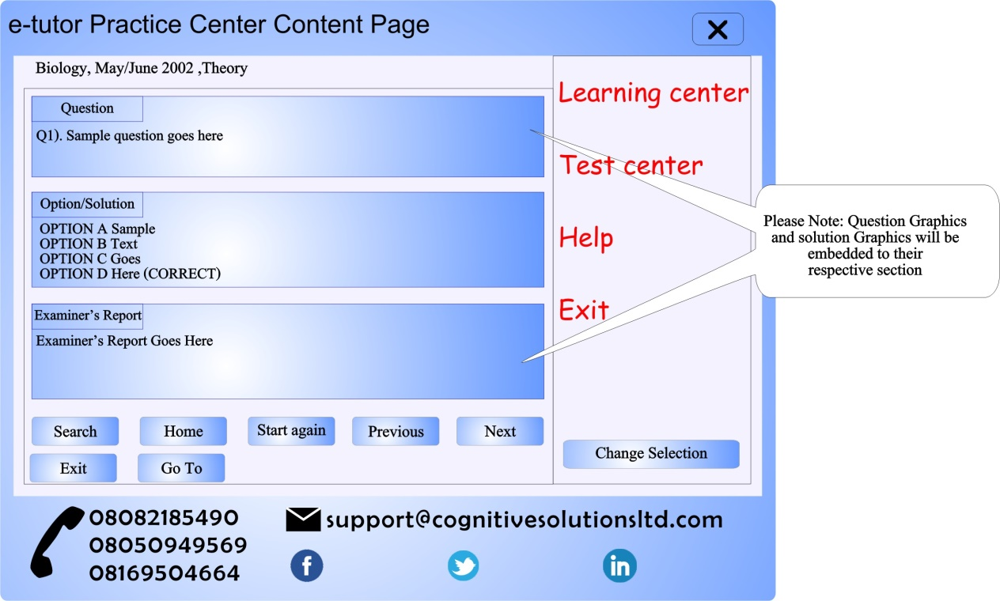 e-tutor Practice Center Content Page
Biology, May/June 2002 ,Theory
Question
Q1). Sample question goes here
Option/Solution
OPTION A Sample
OPTION B Text
OPTION C Goes
OPTION D Here (CORRECT)
Examiner’s Report
Examiner’s Report Goes Here
Search
Home
Start again
Previous
Next
Exit
Go To
Learning center
Test center
Help
Exit
Change Selection
Please Note: Question Graphics
and solution Graphics will be
embedded to their
respective section
08082185490
08050949569
08169504664
support@cognitivesolutionsltd.com
f
in